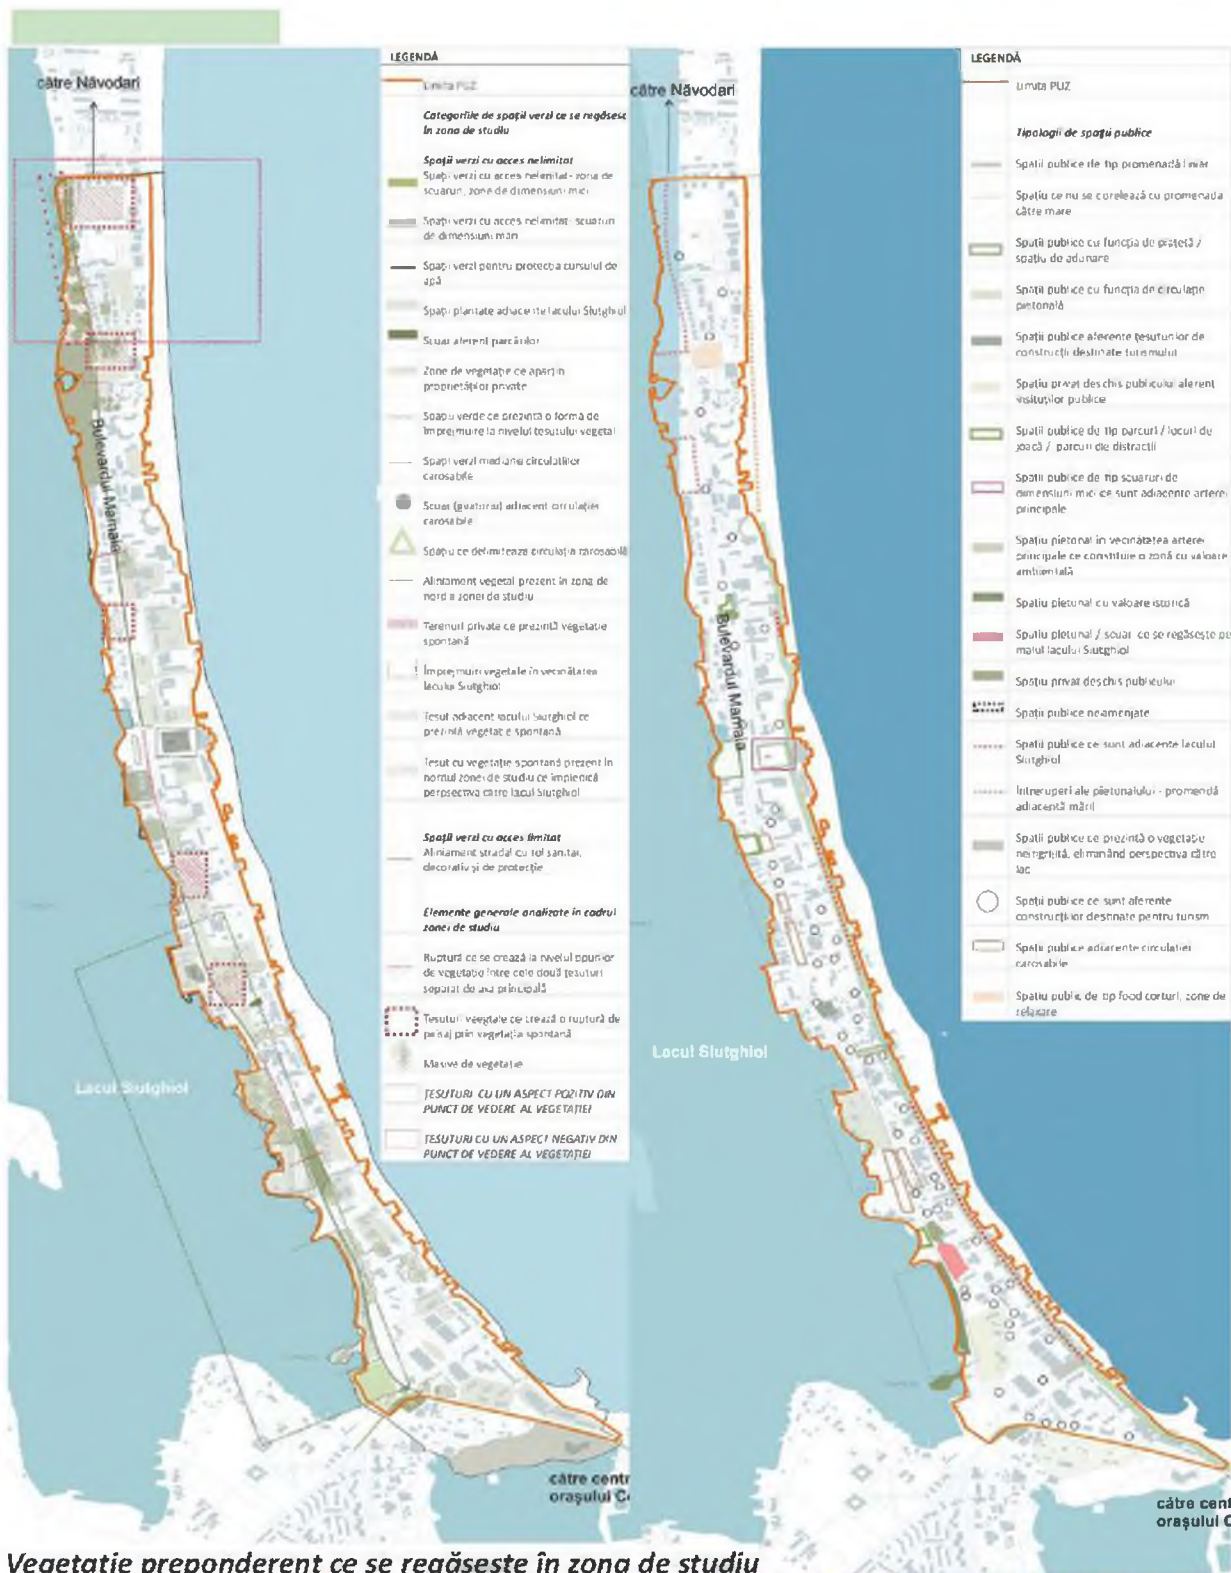 LEGENDĂ
către Năvodari
Limita PUZ
Categoriile de spații verzi ce se regăsesc
în zona de studiu
Spații verzi cu acces nelimitat
Spații verzi cu acces nelimitat- zona de
scuaruri, zone de dimensiuni mici
Spații verzi cu acces nelimitat- scuaruri
de dimensiuni mari
Spații verzi pentru protecția cursului de
apă
Spații plantate adiacente lacului Siutghiol
Scuar aferent parcărilor
Zone de vegetație ce aparțin
proprietăților private
Spațiu verde ce prezintă o formă de
împrejmuire la nivelul țesutului vegetal
Spații verzi mediane circulațiilor
carosabile
Scuar (giratoriu) adiacent circulației
carosabile
Spațiu ce delimitează circulația carosabilă
Aliniament vegetal prezent în zona de
nord a zonei de studiu
Terenuri private ce prezintă vegetație
spontană
Împrejmuiri vegetale în vecinătatea
lacului Siutghiol
Țesut adiacent lacului Siutghiol ce
prezintă vegetație spontană
Țesut cu vegetație spontană prezent în
nordul zonei de studiu ce împiedică
perspectiva către lacul Siutghiol
Spații verzi cu acces limitat
Aliniament stradal cu rol sanitar,
decorativ și de protecție
Elemente generale analizate în cadrul
zonei de studiu
Ruptură ce se crează la nivelul tipurilor
de vegetație între cele două țesuturi
separat de axa principală
Țesuturi veegtale ce crează o ruptură de
peisaj prin vegetația spontană
Masive de vegetație
ȚESUTURI CU UN ASPECT POZITIV DIN
PUNCT DE VEDERE AL VEGETAȚIEI
ȚESUTURI CU UN ASPECT NEGATIV DIN
PUNCT DE VEDERE AL VEGETAȚIEI
Bulevardul Mamaia
Lacul Siutghiol
către centr
orașului Co
LEGENDĂ
către Năvodari
Limita PUZ
Tipologii de spații publice
Spații publice de tip promenadă liniar
Spațiu ce nu se corelează cu promenada
către mare
Spații publice cu funcția de piațetă /
spațiu de adunare
Spații publice cu funcția de circulație
pietonală
Spații publice aferente țesuturilor de
construcții destinate turismului
Spațiu privat deschis publicului aferent
insituțiilor publice
Spații publice de tip parcuri / locuri de
joacă / parcuri de distracții
Spații publice de tip scuaruri de
dimensiuni mici ce sunt adiacente arterei
principale
Spațiu pietonal în vecinătatea arterei
principale ce constituie o zonă cu valoare
ambientală
Spațiu pietonal cu valoare istorică
Spațiu pietonal / scuar ce se regăsește pe
malul lacului Siutghiol
Spațiu privat deschis publicului
Spații publice neamenjate
Spații publice ce sunt adiacente lacului
Siutghiol
Întreruperi ale pietonalului - promendă
adiacentă mării
Spații publice ce prezintă o vegetație
neîngrijită, eliminând perspectiva către
lac
Spații publice ce sunt aferente
construcțiilor destinate pentru turism
Spații publice adiacente circulației
carosabile
Spațiu public de tip food corturi, zone de
relaxare
Bulevardul Mamaia
Lacul Siutghiol
către cent
orașului C
Vegetație preponderent ce se regăsește în zona de studiu